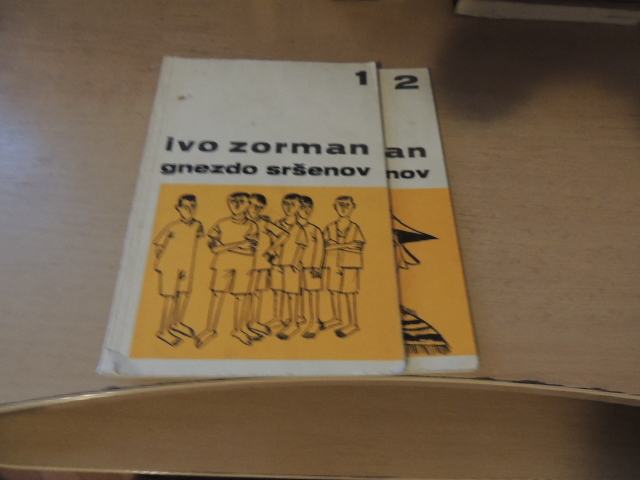 1
ivo zorman
gnezdo sršenov
2
an
nov